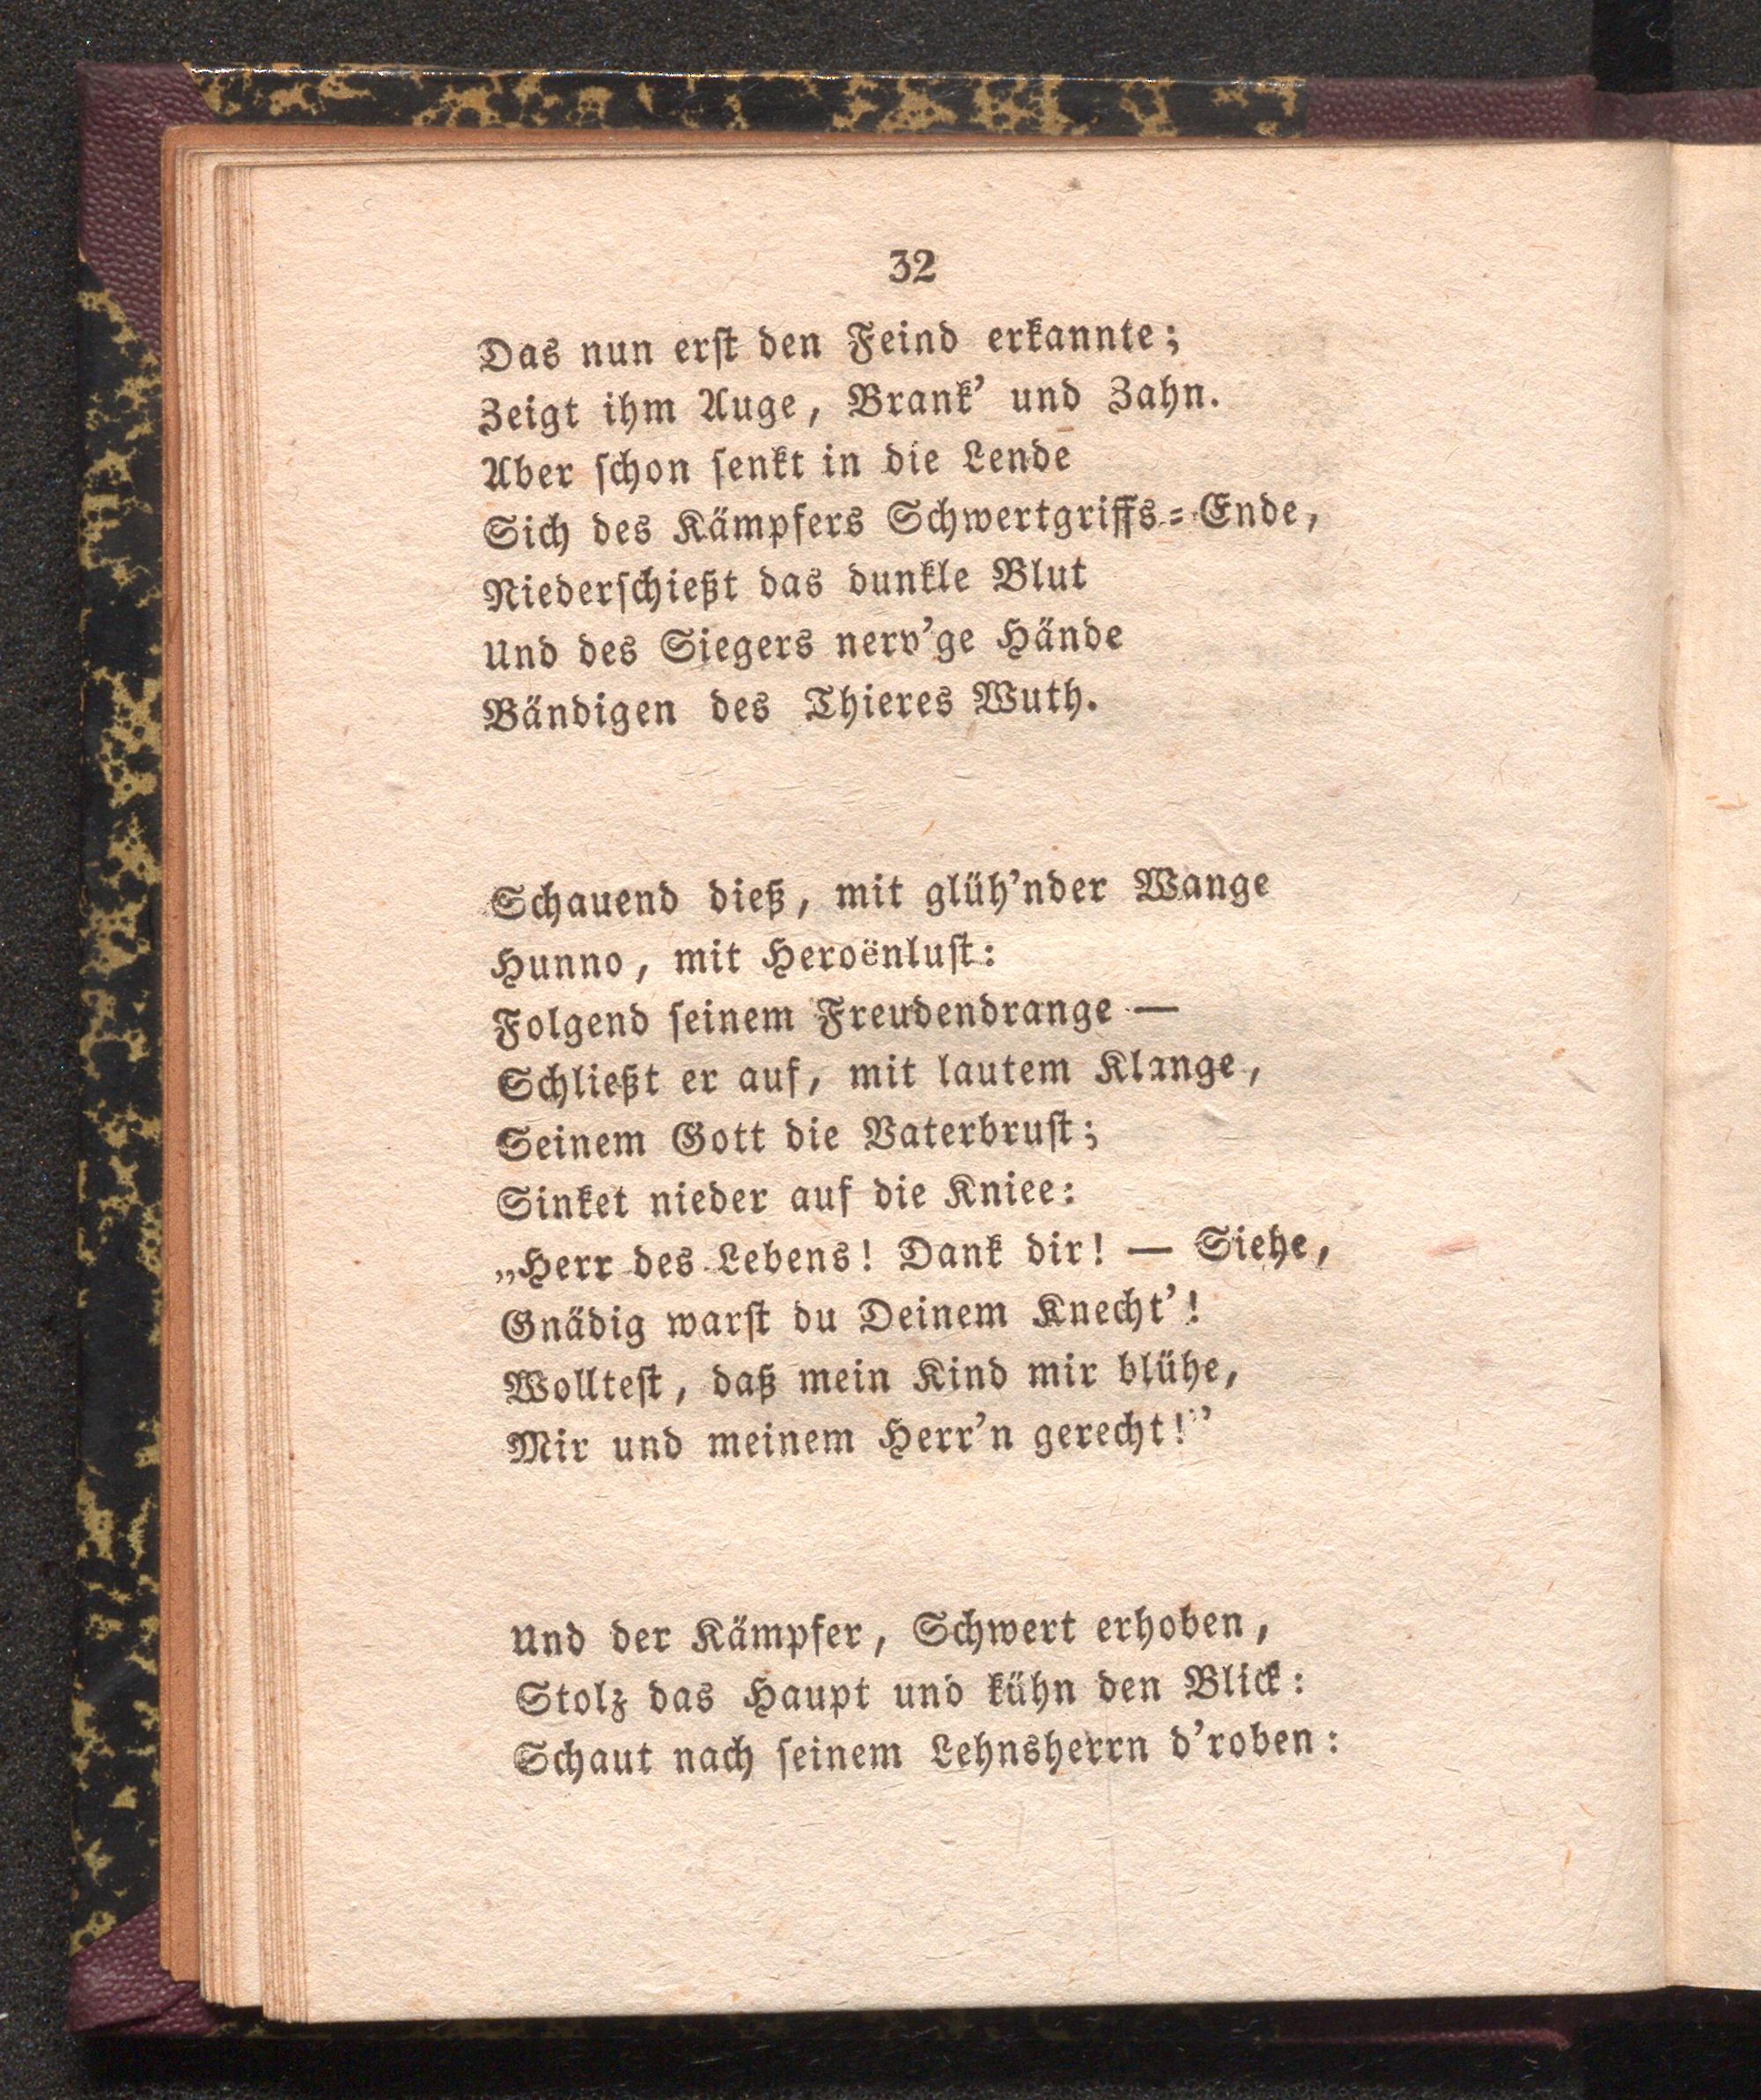 32
Das nun erſt den Feind erkannte;
Zeigt ihm Auge, Brank’ und Zahn.
Aber ſchon ſenkt in die Lende
Sich des Kämpfers Schwertgriffs-Ende,
Niederſchießt das dunkle Blut
Und des Siegers nerv’ge Hände
Bändigen des Thieres Wuth.
Schauend dieß, mit glüh’nder Wange
Hunno, mit Heroënluſt:
Folgend ſeinem Freudendrange —
Schließt er auf, mit lautem Klange,
Seinem Gott die Vaterbruſt;
Sinket nieder auf die Kniee:
„Herr des Lebens! Dank dir! — Siehe,
Gnädig warſt du Deinem Knecht’!
Wollteſt, daß mein Kind mir blühe,
Mir und meinem Herr’n gerecht!”
Und der Kämpfer, Schwert erhoben,
Stolz das Haupt und kühn den Blick:
Schaut nach ſeinem Lehnsherrn d’roben: